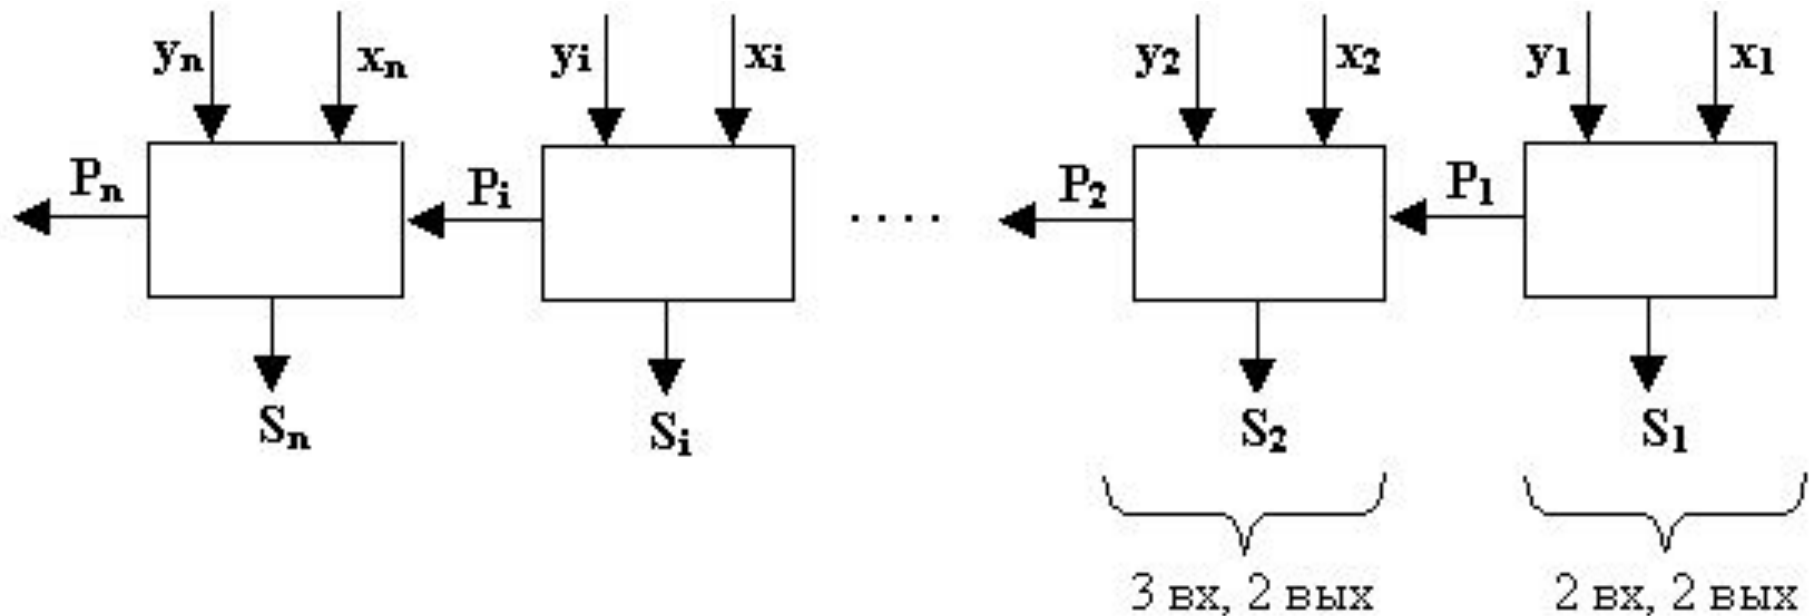 yₙ xₙ yᵢ xᵢ y₂ x₂ y₁ x₁
Pₙ Pᵢ . . . . P₂ P₁
Sₙ Sᵢ S₂ S₁
3 вх, 2 вых 2 вх, 2 вых